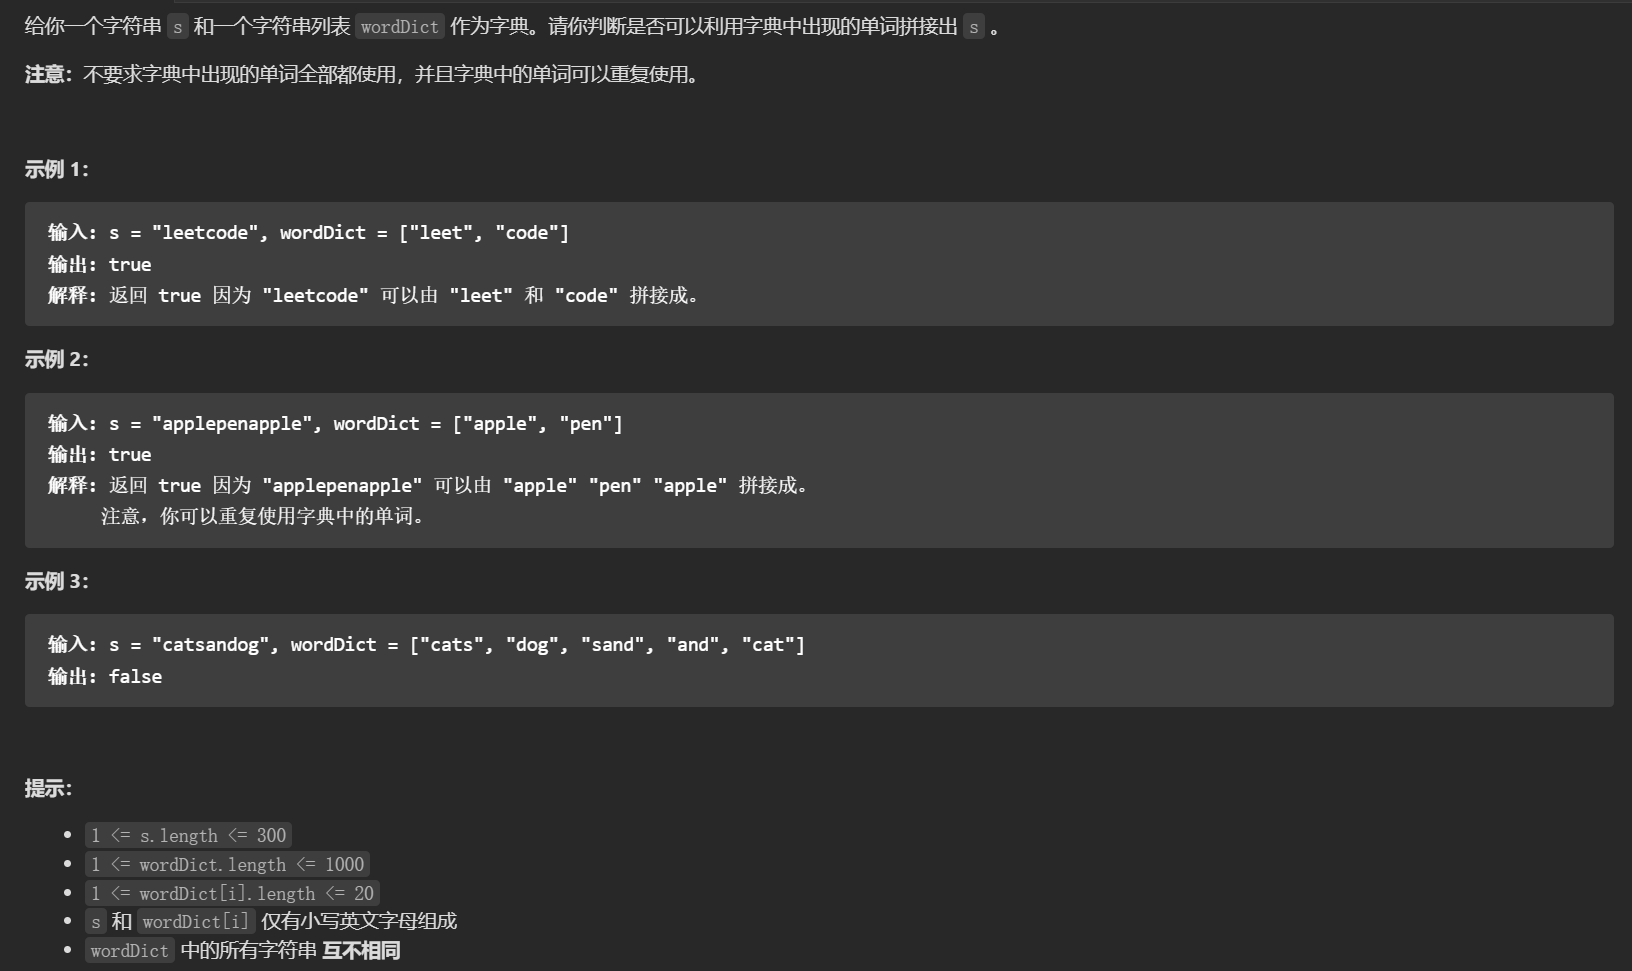 给你一个字符串 s 和一个字符串列表 wordDict 作为字典。请你判断是否可以利用字典中出现的单词拼接出 s 。
注意：不要求字典中出现的单词全部都使用，并且字典中的单词可以重复使用。
示例 1：
输入: s = "leetcode", wordDict = ["leet", "code"]
输出: true
解释: 返回 true 因为 "leetcode" 可以由 "leet" 和 "code" 拼接成。
示例 2：
输入: s = "applepenapple", wordDict = ["apple", "pen"]
输出: true
解释: 返回 true 因为 "applepenapple" 可以由 "apple" "pen" "apple" 拼接成。
注意，你可以重复使用字典中的单词。
示例 3：
输入: s = "catsandog", wordDict = ["cats", "dog", "sand", "and", "cat"]
输出: false
提示：
• 1 <= s.length <= 300
• 1 <= wordDict.length <= 1000
• 1 <= wordDict[i].length <= 20
• s 和 wordDict[i] 仅有小写英文字母组成
• wordDict 中的所有字符串 互不相同